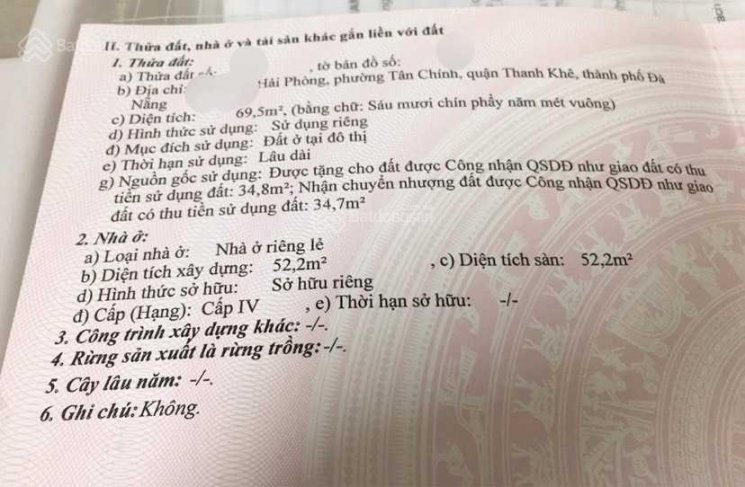 II. Thửa đất, nhà ở và tài sản khác gắn liền với đất
1. Thửa đất:
a) Thửa đất , tờ bản đồ số:
b) Địa chỉ: Hải Phòng, phường Tân Chính, quận Thanh Khê, thành phố Đà
Nẵng
c) Diện tích: 69,5m², (bằng chữ: Sáu mươi chín phẩy năm mét vuông)
d) Hình thức sử dụng: Sử dụng riêng
đ) Mục đích sử dụng: Đất ở tại đô thị
e) Thời hạn sử dụng: Lâu dài
g) Nguồn gốc sử dụng: Được tặng cho đất được Công nhận QSDĐ như giao đất có thu
tiền sử dụng đất: 34,8m²; Nhận chuyển nhượng đất được Công nhận QSDĐ như giao
đất có thu tiền sử dụng đất: 34,7m²
2. Nhà ở:
a) Loại nhà ở: Nhà ở riêng lẻ
b) Diện tích xây dựng: 52,2m² , c) Diện tích sàn: 52,2m²
d) Hình thức sở hữu: Sở hữu riêng
đ) Cấp (Hạng): Cấp IV , e) Thời hạn sở hữu: -/-
3. Công trình xây dựng khác: -/-.
4. Rừng sản xuất là rừng trồng: -/-.
5. Cây lâu năm: -/-.
6. Ghi chú: Không.